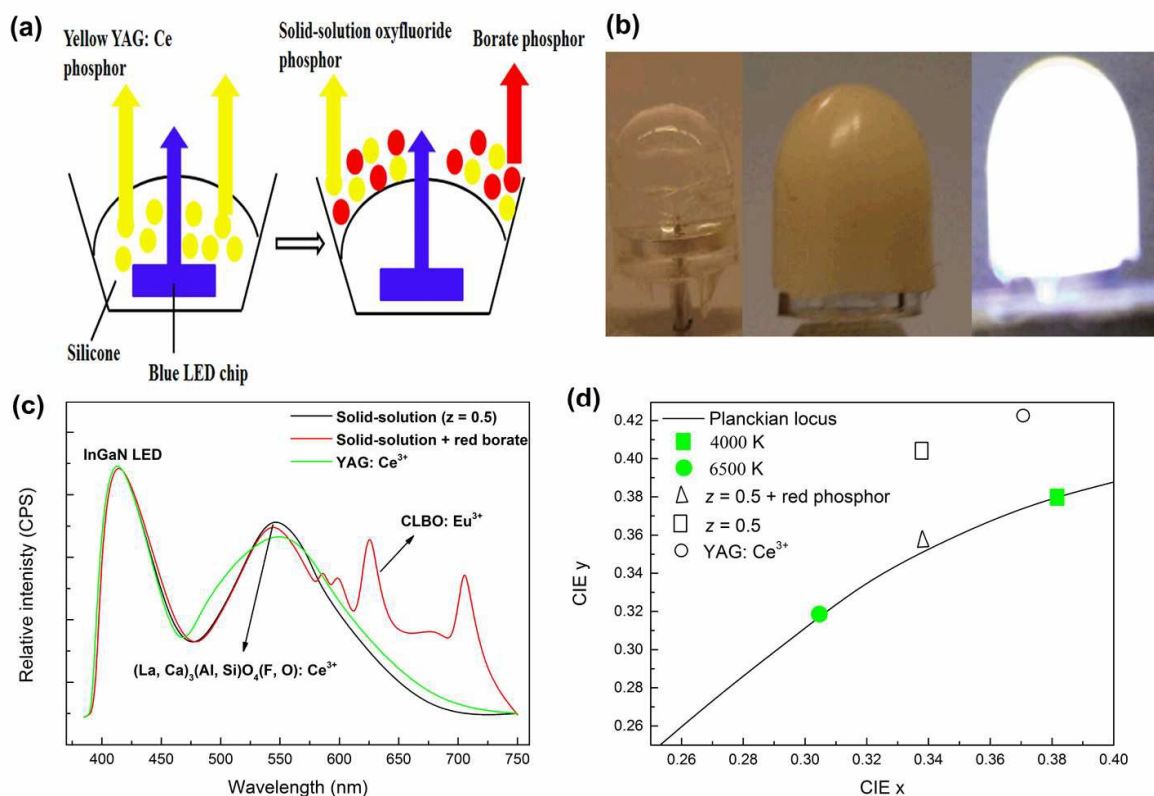 (a)
Yellow YAG: Ce
phosphor
Solid-solution oxyfluoride
phosphor
Borate phosphor
Silicone
Blue LED chip
(b)
(c)
Solid-solution (z = 0.5)
Solid-solution + red borate
YAG: Ce³⁺
InGaN LED
CLBO: Eu³⁺
(La, Ca)₃(Al, Si)O₄(F, O): Ce³⁺
Relative intenisty (CPS)
400 450 500 550 600 650 700 750
Wavelength (nm)
(d)
Planckian locus
4000 K
6500 K
z = 0.5 + red phosphor
z = 0.5
YAG: Ce³⁺
CIE y
0.42
0.40
0.38
0.36
0.34
0.32
0.30
0.28
0.26
0.26 0.28 0.30 0.32 0.34 0.36 0.38 0.40
CIE x